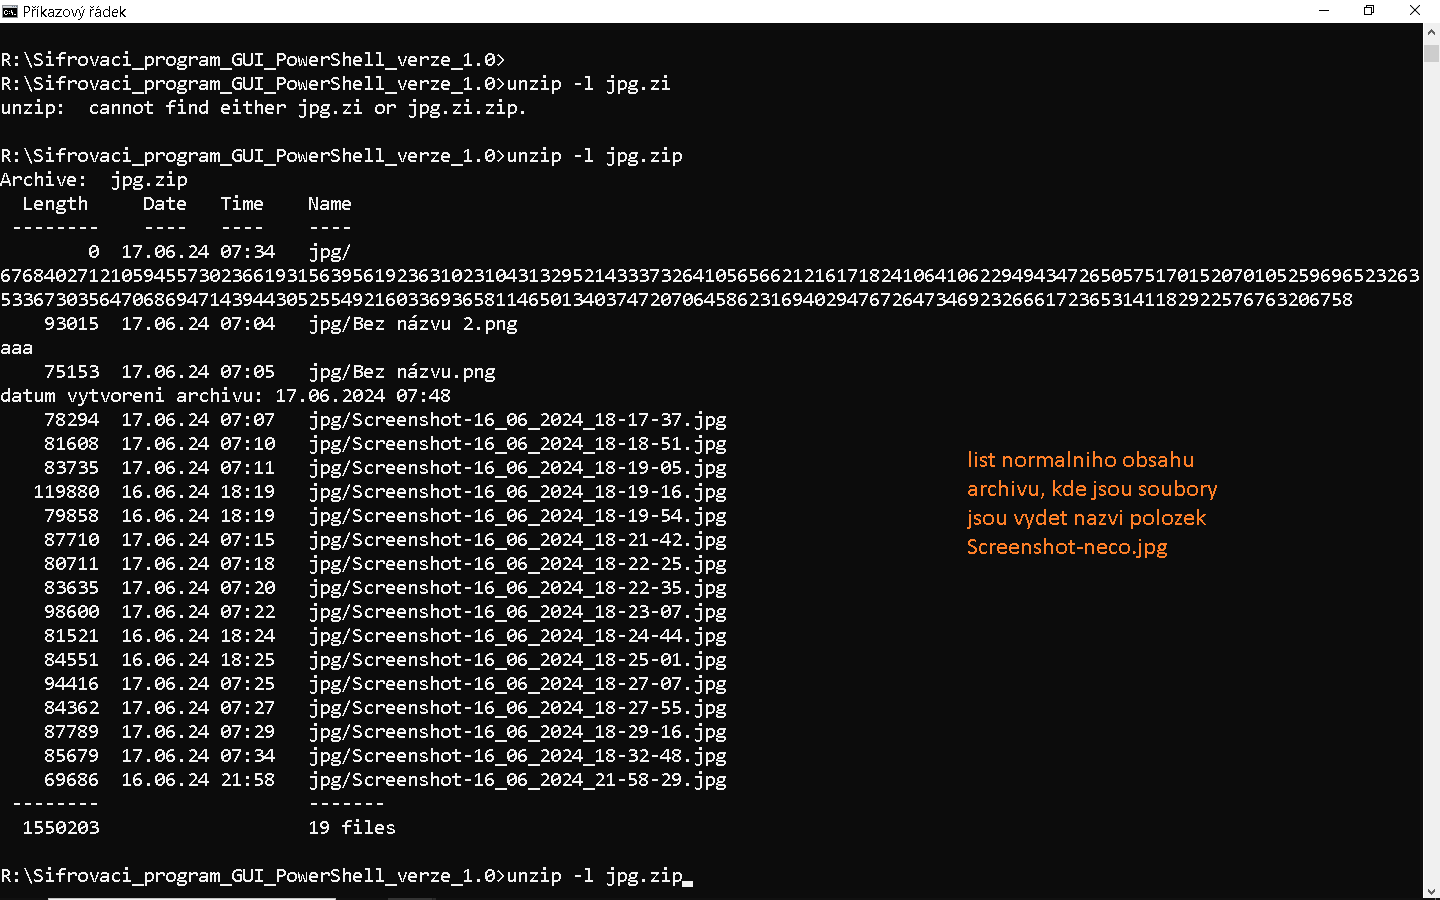 Příkazový řádek
R:\Sifrovaci_program_GUI_PowerShell_verze_1.0>
R:\Sifrovaci_program_GUI_PowerShell_verze_1.0>unzip -l jpg.zi
unzip:  cannot find either jpg.zi or jpg.zi.zip.
R:\Sifrovaci_program_GUI_PowerShell_verze_1.0>unzip -l jpg.zip
Archive:  jpg.zip
  Length     Date   Time    Name
 --------    ----   ----    ----
        0  17.06.24 07:34   jpg/
67684027121059455730236619315639561923631023104313295214333732641056566212161718241064106229494347265057517015207010525969652326​3
53367303564706869471439443052554921603369365811465013403747207064586231694029476726473469232666172365314118292257676320675​8
    93015  17.06.24 07:04   jpg/Bez názvu 2.png
aaa
    75153  17.06.24 07:05   jpg/Bez názvu.png
datum vytvoreni archivu: 17.06.2024 07:48
    78294  17.06.24 07:07   jpg/Screenshot-16_06_2024_18-17-37.jpg
    81608  17.06.24 07:10   jpg/Screenshot-16_06_2024_18-18-51.jpg
    83735  17.06.24 07:11   jpg/Screenshot-16_06_2024_18-19-05.jpg
   119880  16.06.24 18:19   jpg/Screenshot-16_06_2024_18-19-16.jpg
    79858  16.06.24 18:19   jpg/Screenshot-16_06_2024_18-19-54.jpg
    87710  17.06.24 07:15   jpg/Screenshot-16_06_2024_18-21-42.jpg
    80711  17.06.24 07:18   jpg/Screenshot-16_06_2024_18-22-25.jpg
    83635  17.06.24 07:20   jpg/Screenshot-16_06_2024_18-22-35.jpg
    98600  17.06.24 07:22   jpg/Screenshot-16_06_2024_18-23-07.jpg
    81521  16.06.24 18:24   jpg/Screenshot-16_06_2024_18-24-44.jpg
    84551  16.06.24 18:25   jpg/Screenshot-16_06_2024_18-25-01.jpg
    94416  17.06.24 07:25   jpg/Screenshot-16_06_2024_18-27-07.jpg
    84362  17.06.24 07:27   jpg/Screenshot-16_06_2024_18-27-55.jpg
    87789  17.06.24 07:29   jpg/Screenshot-16_06_2024_18-29-16.jpg
    85679  17.06.24 07:34   jpg/Screenshot-16_06_2024_18-32-48.jpg
    69686  16.06.24 21:58   jpg/Screenshot-16_06_2024_21-58-29.jpg
 --------                   -------
  1550203                   19 files
R:\Sifrovaci_program_GUI_PowerShell_verze_1.0>unzip -l jpg.zip
list normalniho obsahu
archivu, kde jsou soubory
jsou vydet nazvi polozek
Screenshot-neco.jpg